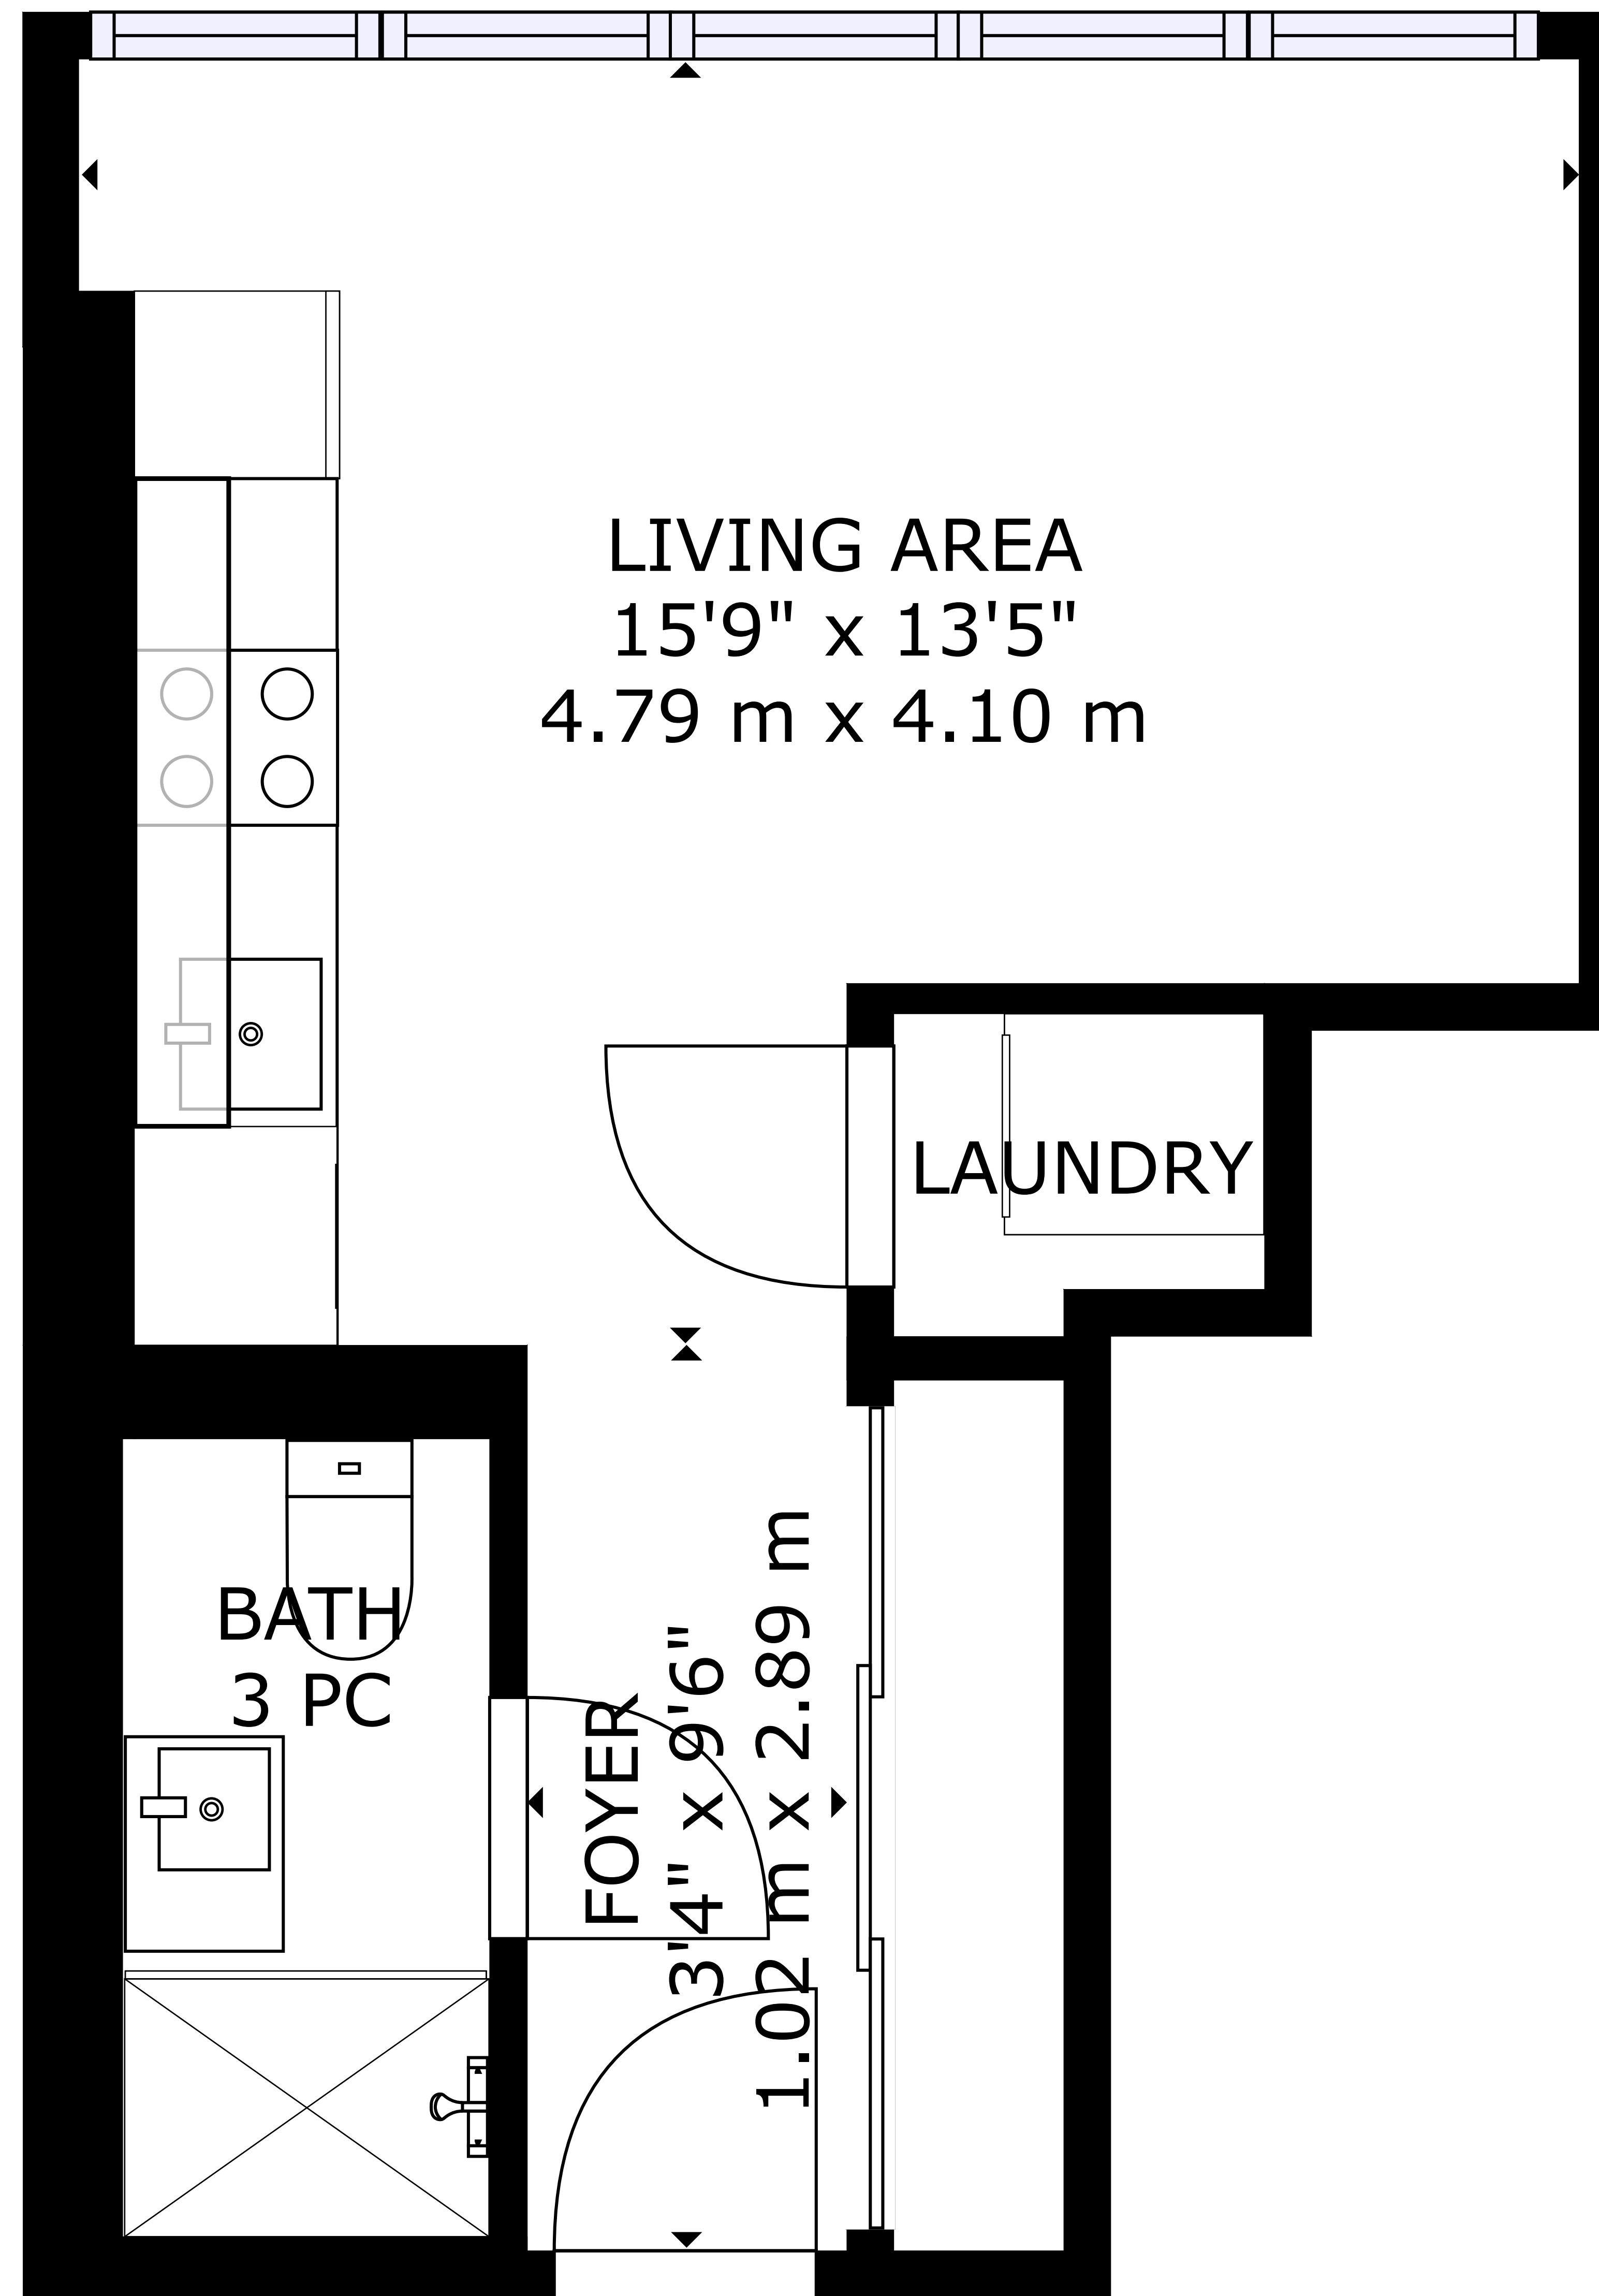 LIVING AREA
15'9" x 13'5"
4.79 m x 4.10 m
LAUNDRY
BATH
3 PC
FOYER
3'4" x 9'6"
1.02 m x 2.89 m